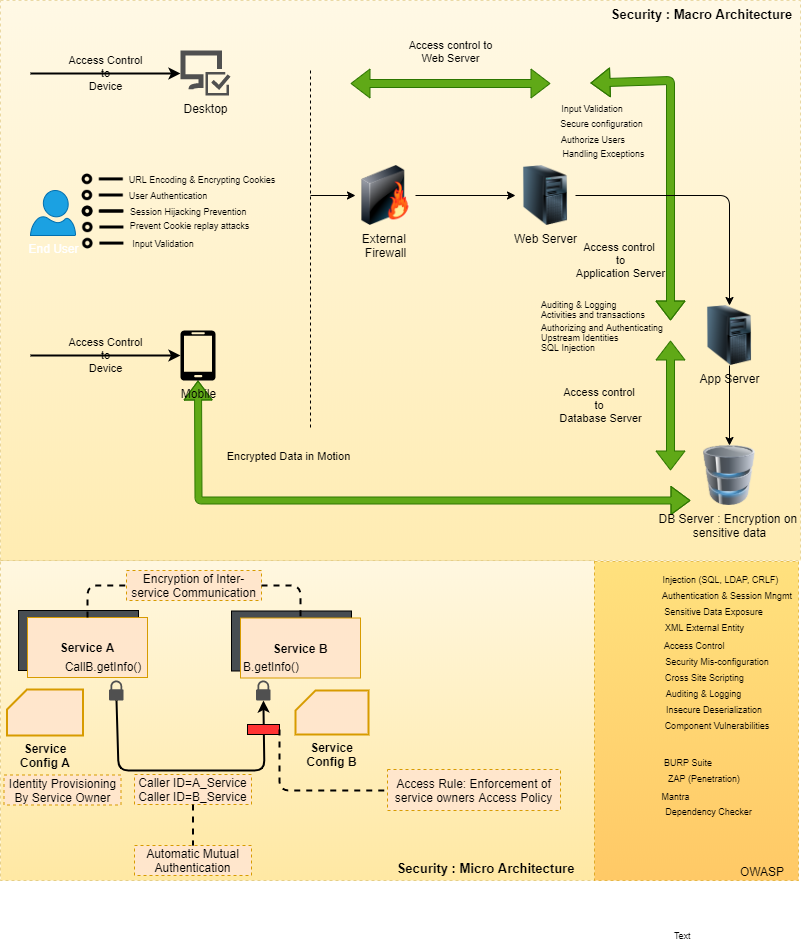 Security : Macro Architecture
Access Control
to
Device
Desktop
Access control to
Web Server
Input Validation
Secure configuration
Authorize Users
Handling Exceptions
URL Encoding & Encrypting Cookies
User Authentication
Session Hijacking Prevention
Prevent Cookie replay attacks
Input Validation
End User
External
Firewall
Web Server
Access control
to
Application Server
Auditing & Logging
Activities and transactions
Authorizing and Authenticating
Upstream Identities
SQL Injection
Access Control
to
Device
Mobile
App Server
Access control
to
Database Server
Encrypted Data in Motion
DB Server : Encryption on
sensitive data
Encryption of Inter-
service Communication
Service A
CallB.getInfo()
Service B
B.getInfo()
Service
Config A
Service
Config B
Identity Provisioning
By Service Owner
Caller ID=A_Service
Caller ID=B_Service
Access Rule: Enforcement of
service owners Access Policy
Automatic Mutual
Authentication
Security : Micro Architecture
Injection (SQL, LDAP, CRLF)
Authentication & Session Mngmt
Sensitive Data Exposure
XML External Entity
Access Control
Security Mis-configuration
Cross Site Scripting
Auditing & Logging
Insecure Deserialization
Component Vulnerabilities
BURP Suite
ZAP (Penetration)
Mantra
Dependency Checker
OWASP
Text